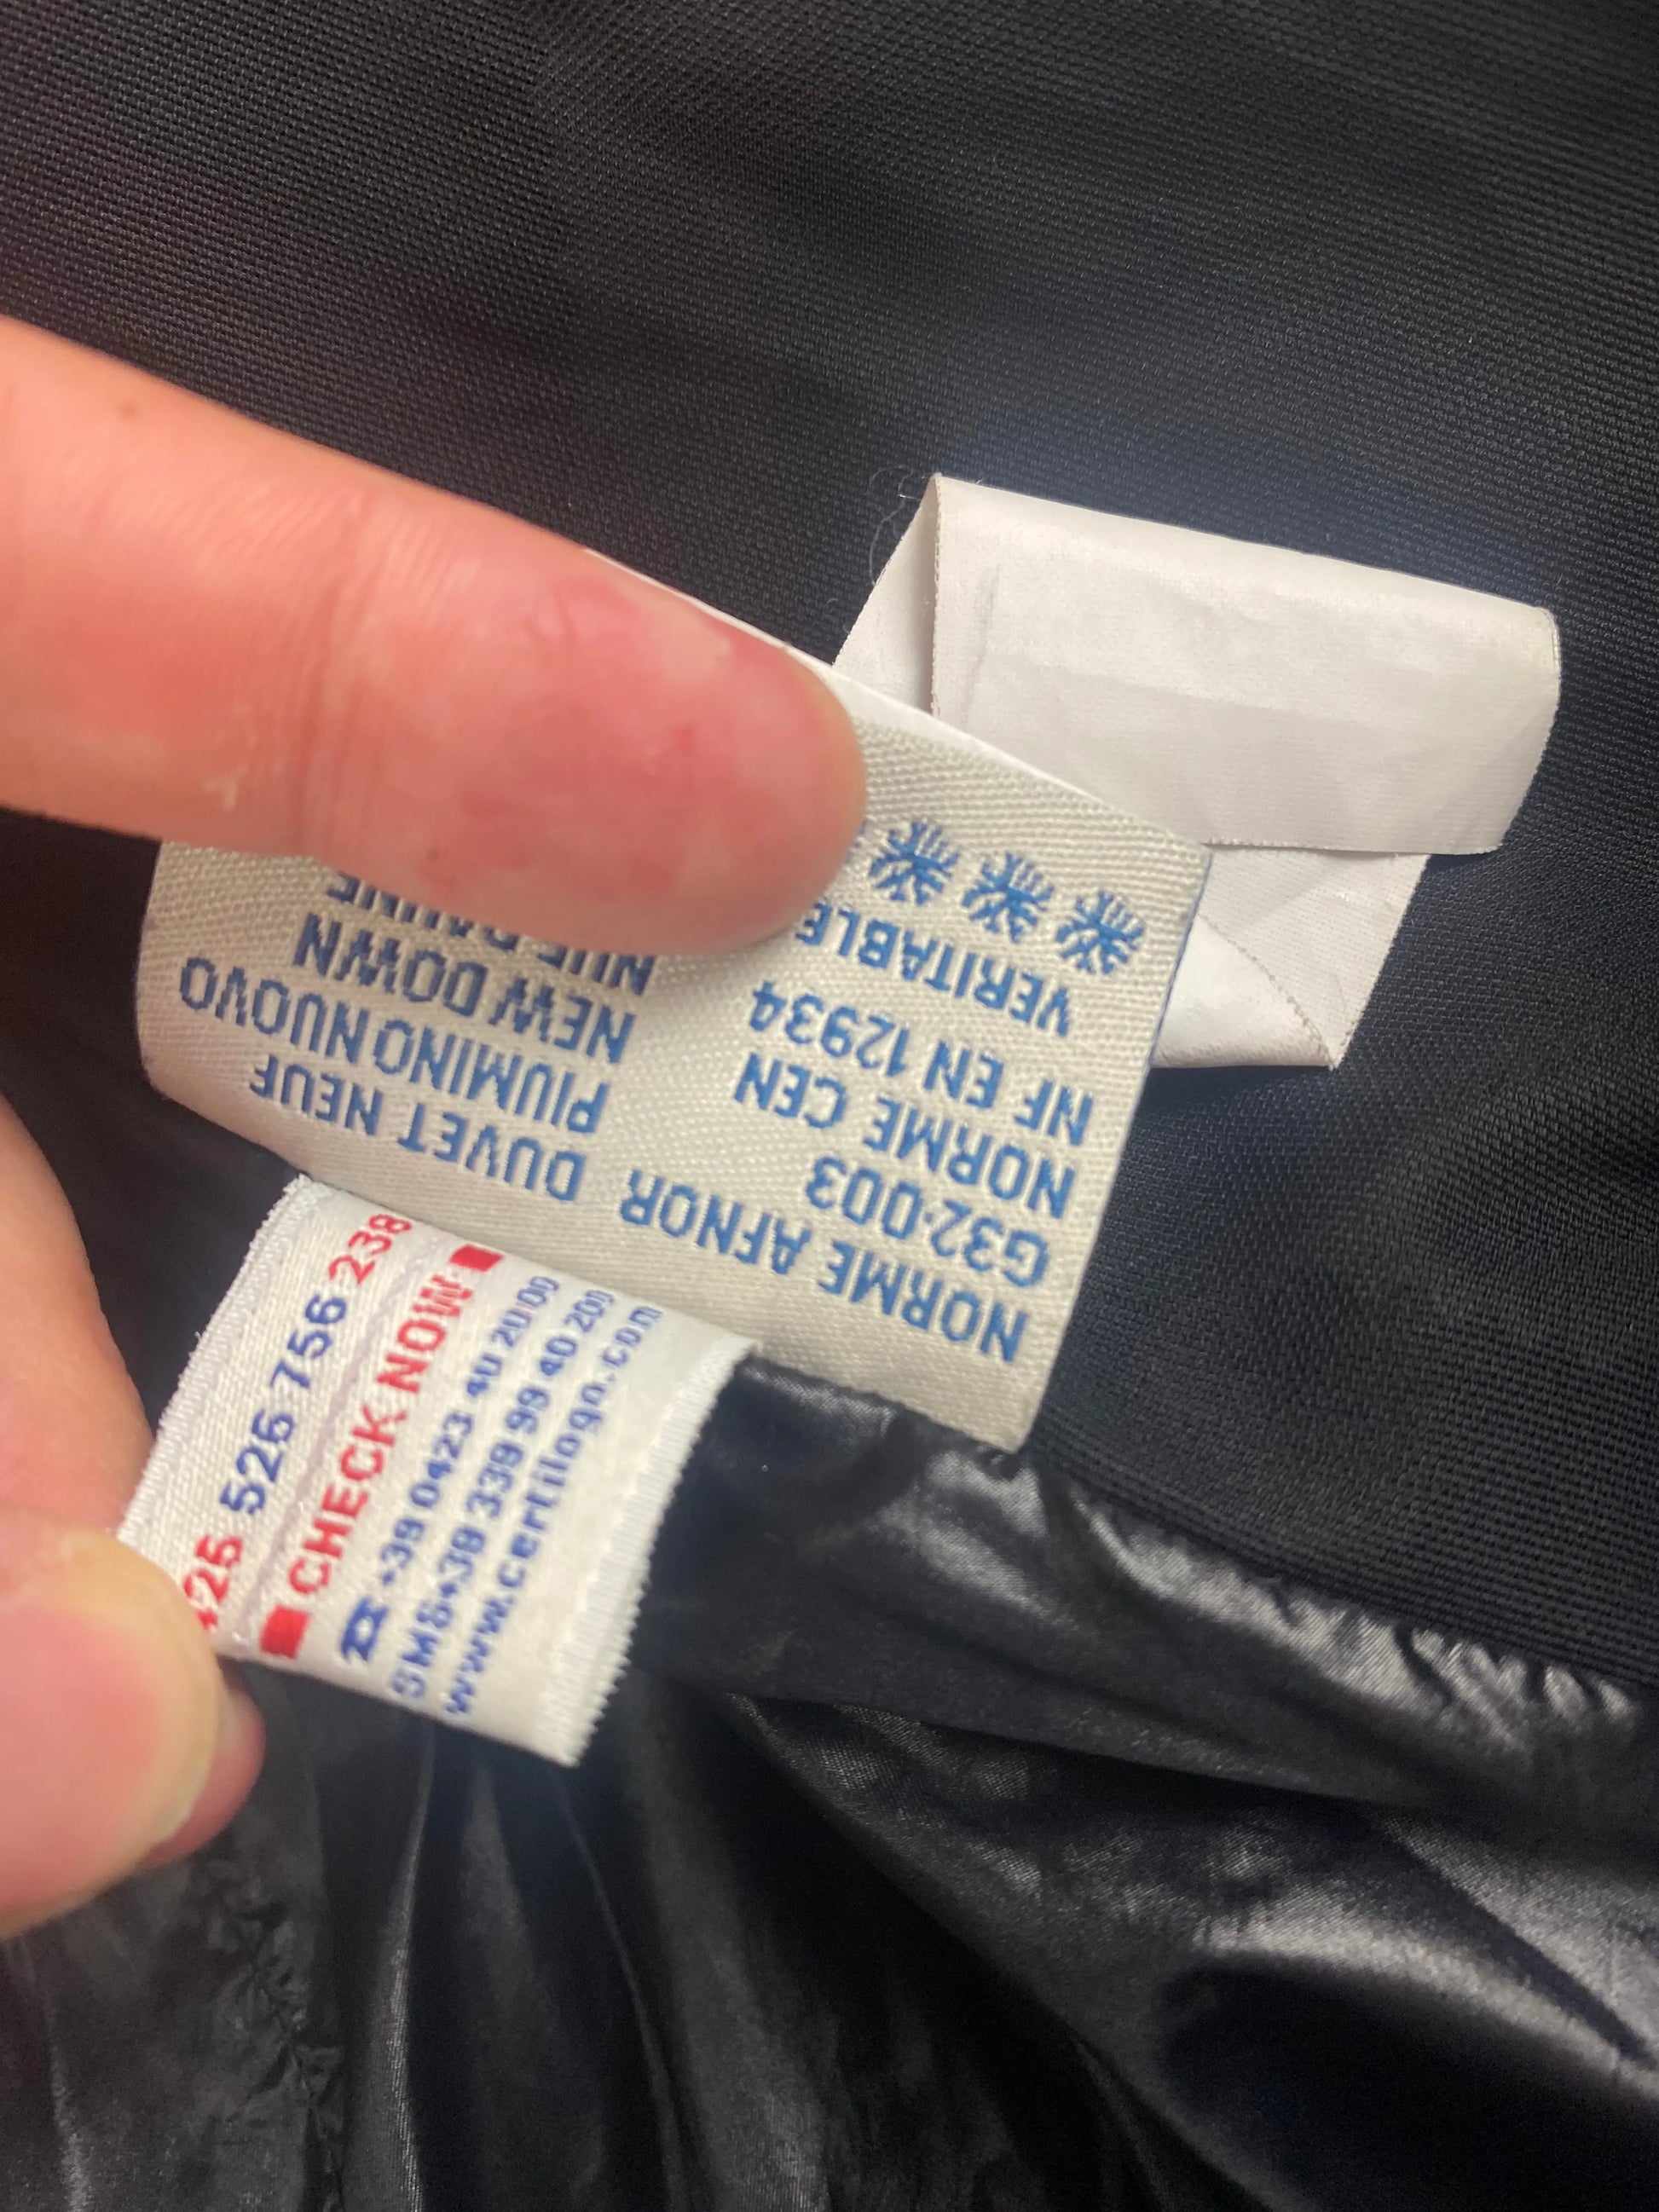 NORME AFNOR
G32-003
NORME CEN
NF EN 12934
VERITABLE
DUVET NEUF
PIUMINO NUOVO
NEW DOWN
25 526 756 238
CHECK NOW
+39 0423 40 20 00
SMS+39 339 99 40 200
www.certilogo.com